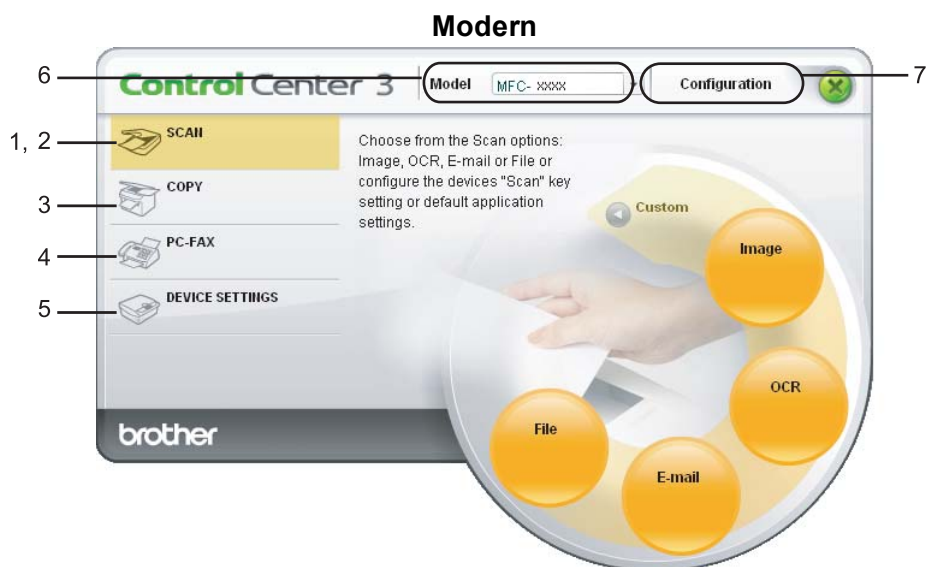 Modern
6
Control Center 3
Model
MFC- xxxx
Configuration
7
1, 2
SCAN
3
COPY
4
PC-FAX
5
DEVICE SETTINGS
Choose from the Scan options:
Image, OCR, E-mail or File or
configure the devices "Scan" key
setting or default application
settings.
Custom
Image
OCR
E-mail
File
brother